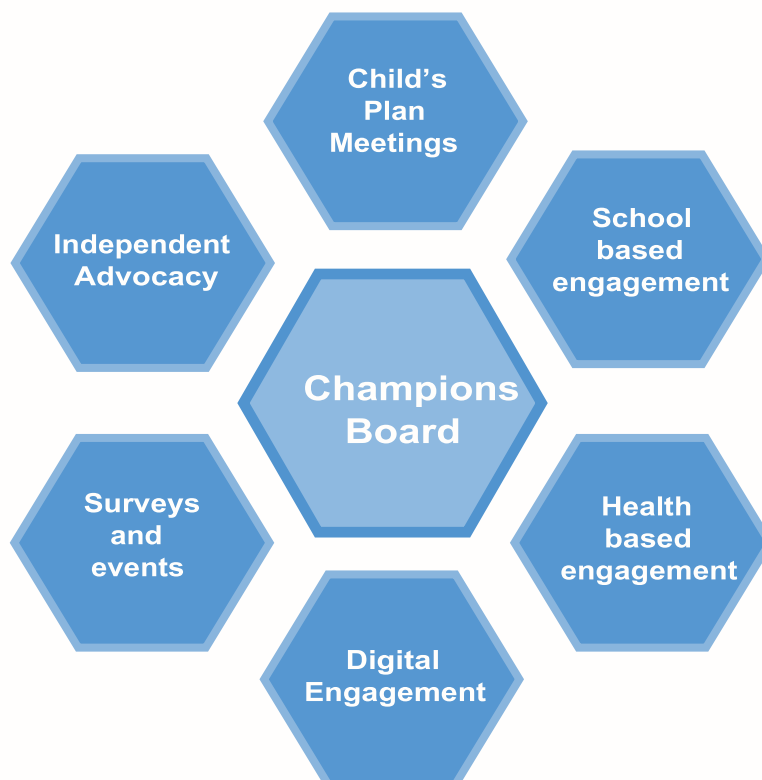 Child’s
Plan
Meetings
Independent
Advocacy
School
based
engagement
Champions
Board
Surveys
and
events
Health
based
engagement
Digital
Engagement